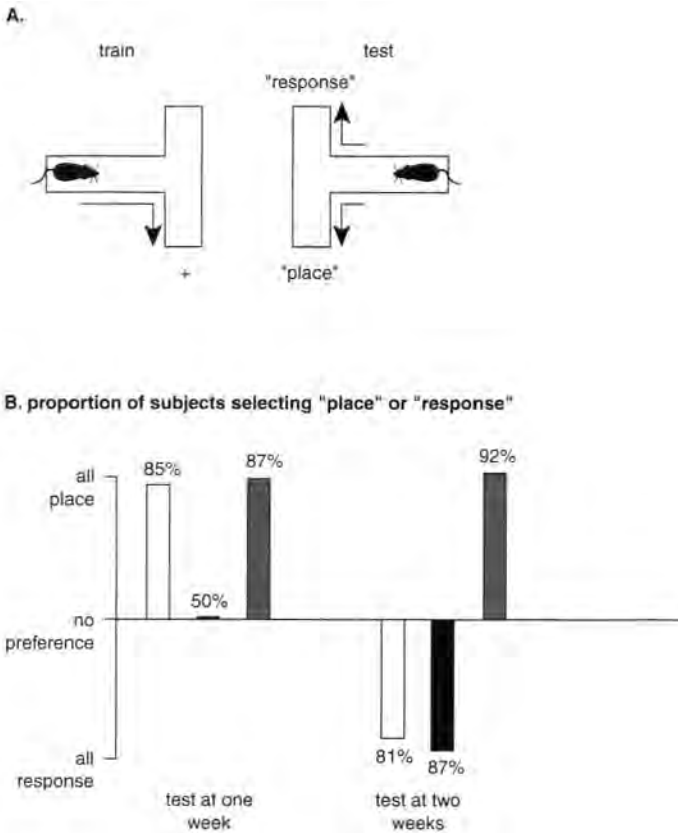 A.
train
test
"response"
+
"place"
B. proportion of subjects selecting "place" or "response"
all
place
85%
87%
92%
50%
no
preference
all
response
81%
87%
test at one
week
test at two
weeks